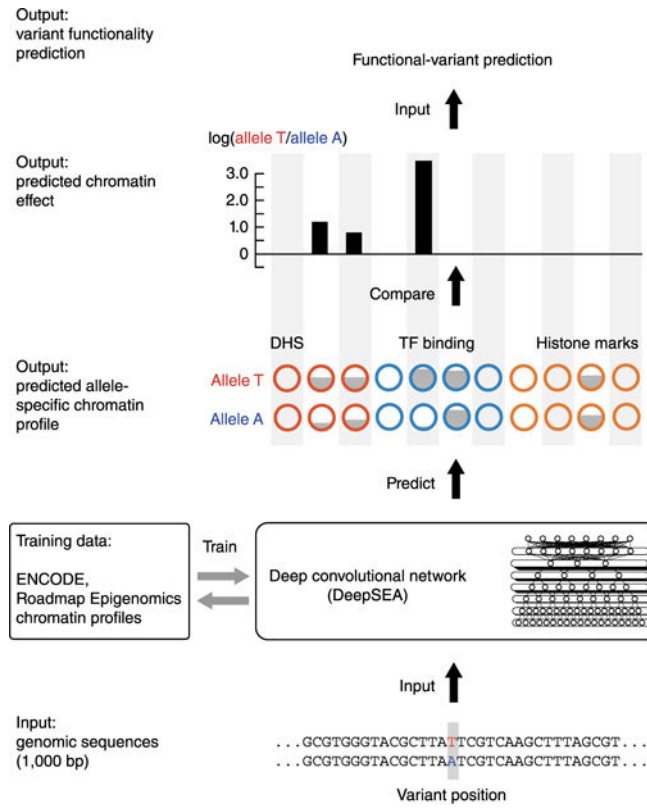 Output:
variant functionality
prediction
Functional-variant prediction
Input
log(allele T/allele A)
Output:
predicted chromatin
effect
3.0
2.0
1.0
0
Compare
DHS
TF binding
Histone marks
Output:
predicted allele-
specific chromatin
profile
Allele T
Allele A
Predict
Training data:
ENCODE,
Roadmap Epigenomics
chromatin profiles
Train
Deep convolutional network
(DeepSEA)
Input
Input:
genomic sequences
(1,000 bp)
...GCGTGGGTACGCTTATTCGTCAAGCTTTAGCGT...
...GCGTGGGTACGCTTAATCGTCAAGCTTTAGCGT...
Variant position